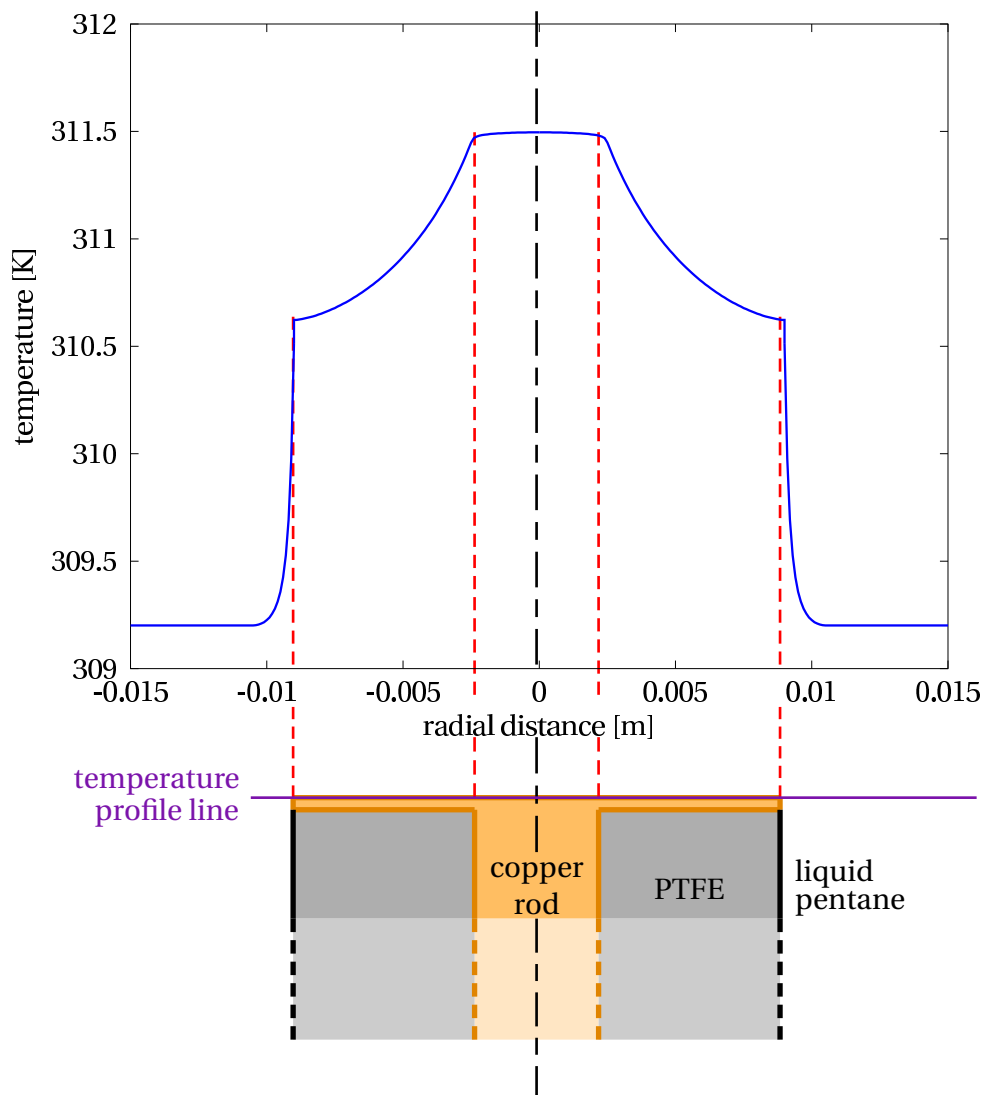 312
311.5
311
310.5
310
309.5
309
temperature [K]
-0.015 -0.01 -0.005 0 0.005 0.01 0.015
radial distance [m]
temperature
profile line
copper
rod
PTFE
liquid
pentane